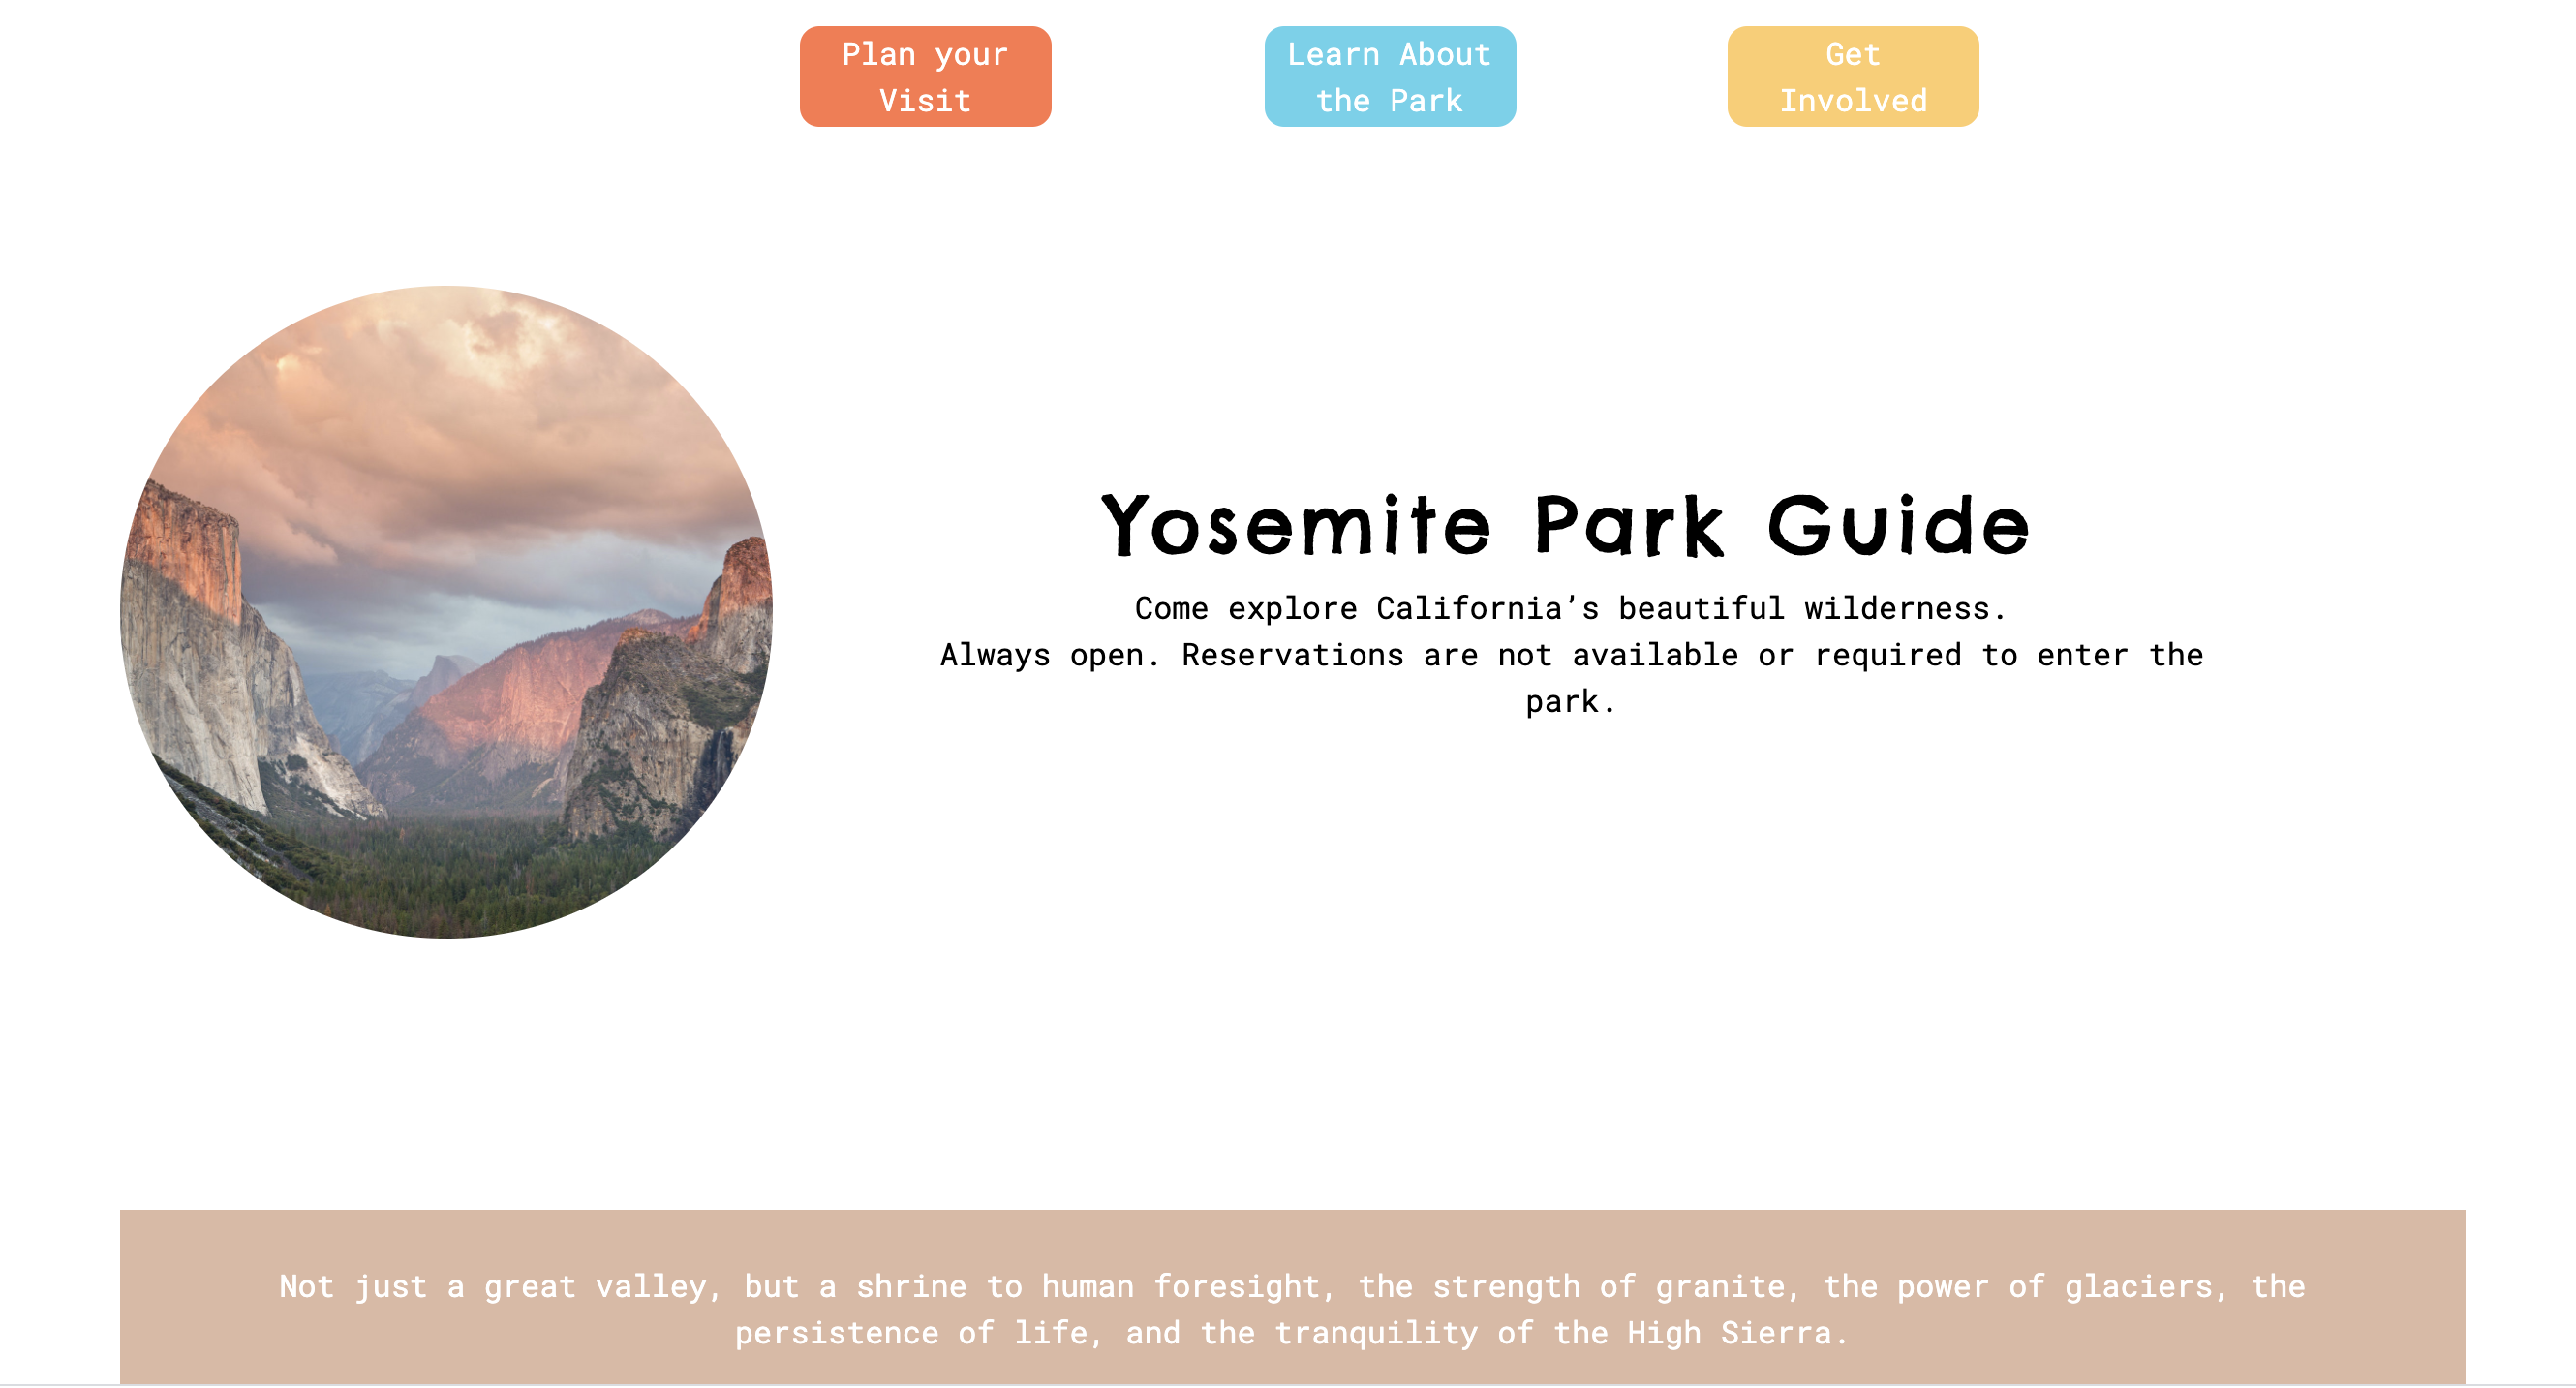 Plan your
Visit
Learn About
the Park
Get
Involved
Yosemite Park Guide
Come explore California’s beautiful wilderness.
Always open. Reservations are not available or required to enter the
park.
Not just a great valley, but a shrine to human foresight, the strength of granite, the power of glaciers, the
persistence of life, and the tranquility of the High Sierra.